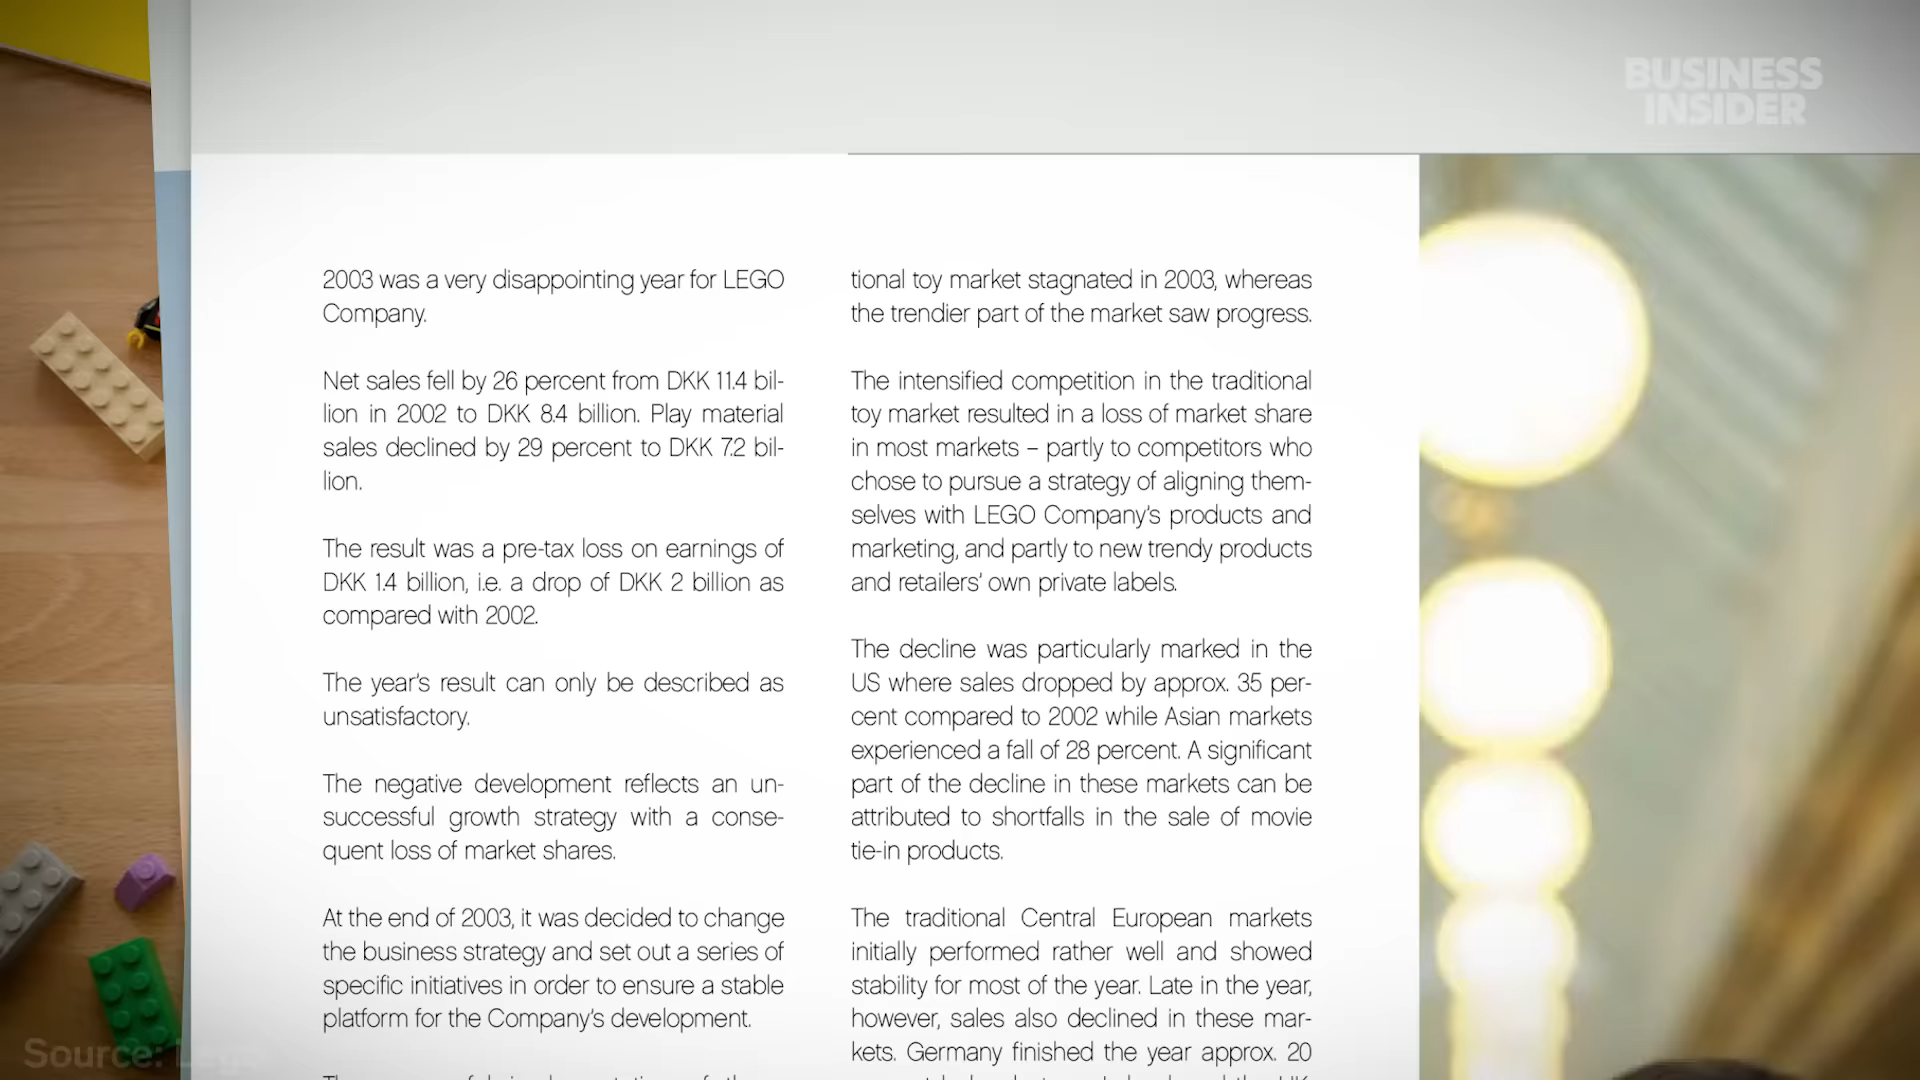 BUSINESS
INSIDER
2003 was a very disappointing year for LEGO
Company.
Net sales fell by 26 percent from DKK 11.4 bil-
lion in 2002 to DKK 8.4 billion. Play material
sales declined by 29 percent to DKK 7.2 bil-
lion.
The result was a pre-tax loss on earnings of
DKK 1.4 billion, i.e. a drop of DKK 2 billion as
compared with 2002.
The year's result can only be described as
unsatisfactory.
The negative development reflects an un-
successful growth strategy with a conse-
quent loss of market shares.
At the end of 2003, it was decided to change
the business strategy and set out a series of
specific initiatives in order to ensure a stable
platform for the Company's development.
tional toy market stagnated in 2003, whereas
the trendier part of the market saw progress.
The intensified competition in the traditional
toy market resulted in a loss of market share
in most markets – partly to competitors who
chose to pursue a strategy of aligning them-
selves with LEGO Company's products and
marketing, and partly to new trendy products
and retailers' own private labels.
The decline was particularly marked in the
US where sales dropped by approx. 35 per-
cent compared to 2002 while Asian markets
experienced a fall of 28 percent. A significant
part of the decline in these markets can be
attributed to shortfalls in the sale of movie
tie-in products.
The traditional Central European markets
initially performed rather well and showed
stability for most of the year. Late in the year,
however, sales also declined in these mar-
kets. Germany finished the year approx. 20
Source: